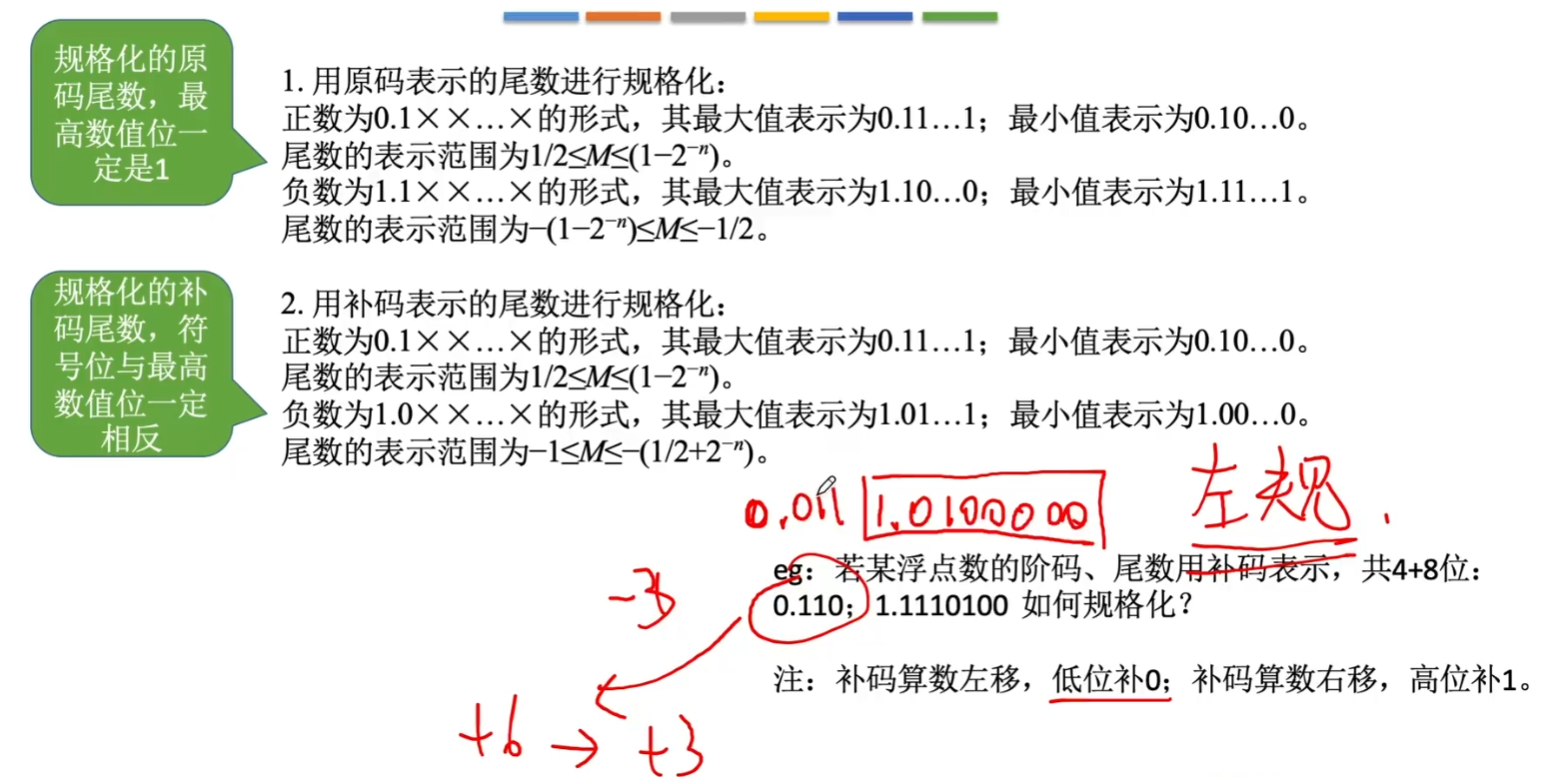 规格化的原
码尾数，最
高数值位一
定是1
1. 用原码表示的尾数进行规格化：
正数为0.1××…×的形式，其最大值表示为0.11…1；最小值表示为0.10…0。
尾数的表示范围为1/2≤M≤(1−2⁻ⁿ)。
负数为1.1××…×的形式，其最大值表示为1.10…0；最小值表示为1.11…1。
尾数的表示范围为−(1−2⁻ⁿ)≤M≤−1/2。
规格化的补
码尾数，符
号位与最高
数值位一定
相反
2. 用补码表示的尾数进行规格化：
正数为0.1××…×的形式，其最大值表示为0.11…1；最小值表示为0.10…0。
尾数的表示范围为1/2≤M≤(1−2⁻ⁿ)。
负数为1.0××…×的形式，其最大值表示为1.01…1；最小值表示为1.00…0。
尾数的表示范围为−1≤M≤−(1/2+2⁻ⁿ)。
0.011 1.0100000 左规.
eg：若某浮点数的阶码、尾数用补码表示，共4+8位：
-3
0.110；1.1110100 如何规格化？
注：补码算数左移，低位补0；补码算数右移，高位补1。
+6 → +3